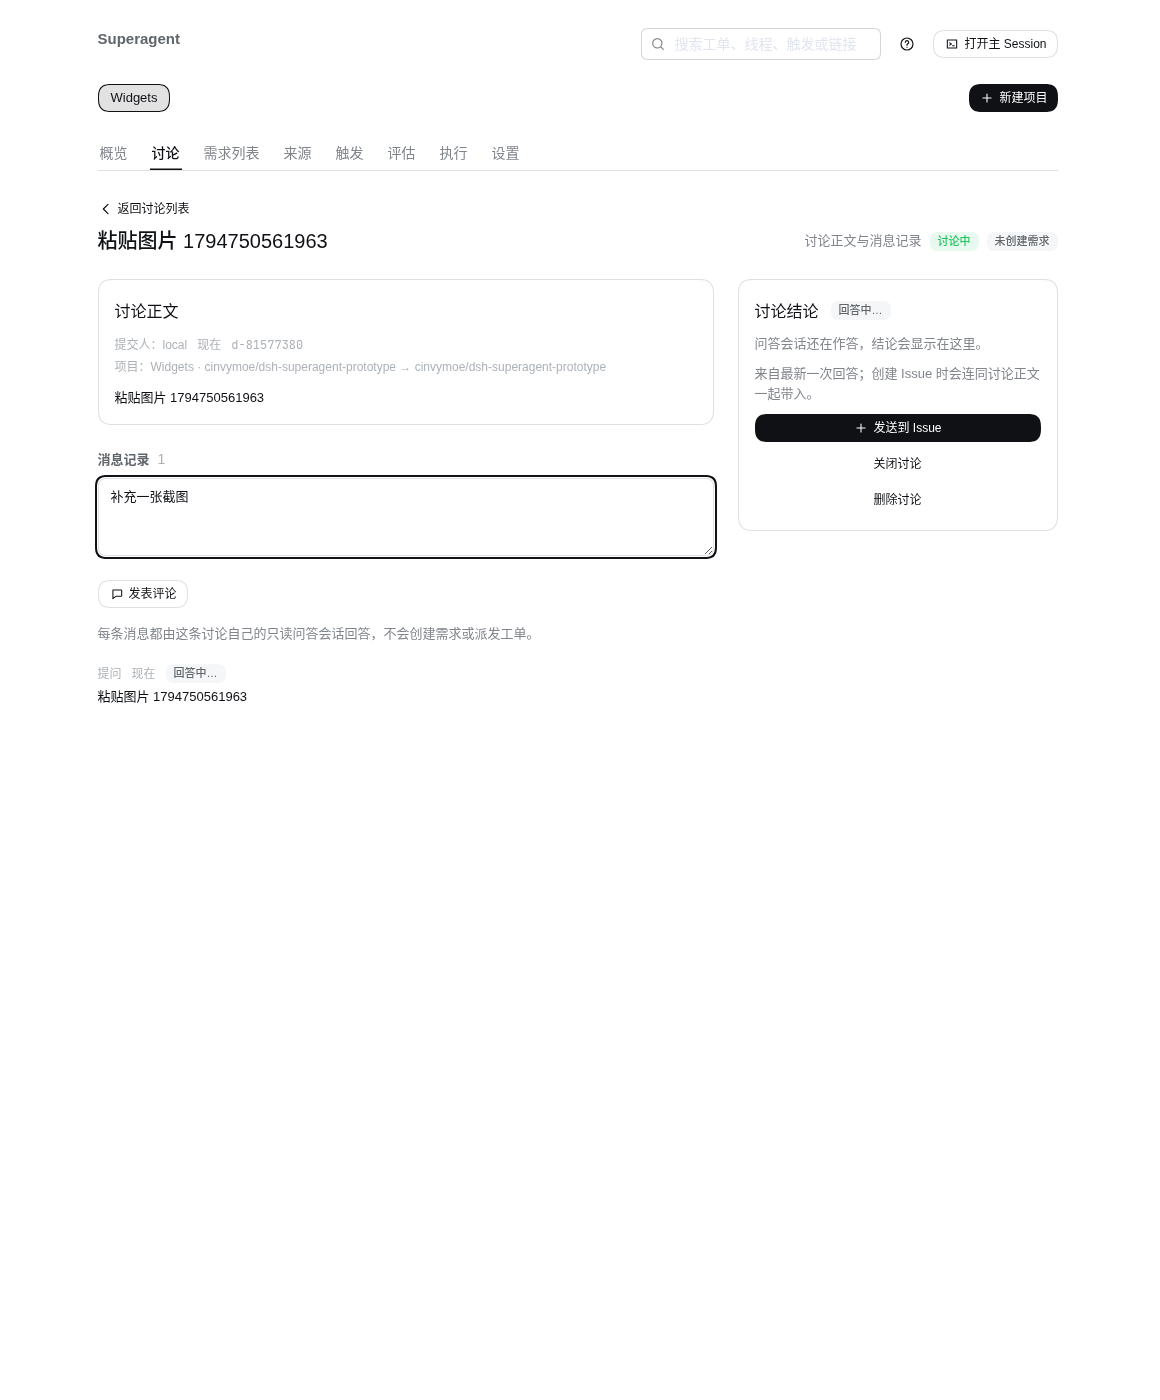 Superagent
搜索工单、线程、触发或链接
打开主 Session
Widgets
新建项目
概览 讨论 需求列表 来源 触发 评估 执行 设置
返回讨论列表
粘贴图片 1794750561963
讨论正文与消息记录 讨论中 未创建需求
讨论正文
提交人：local 现在 d-81577380
项目：Widgets · cinvymoe/dsh-superagent-prototype → cinvymoe/dsh-superagent-prototype
粘贴图片 1794750561963
讨论结论 回答中…
问答会话还在作答，结论会显示在这里。
来自最新一次回答；创建 Issue 时会连同讨论正文
一起带入。
发送到 Issue
关闭讨论
删除讨论
消息记录 1
补充一张截图
发表评论
每条消息都由这条讨论自己的只读问答会话回答，不会创建需求或派发工单。
提问 现在 回答中…
粘贴图片 1794750561963